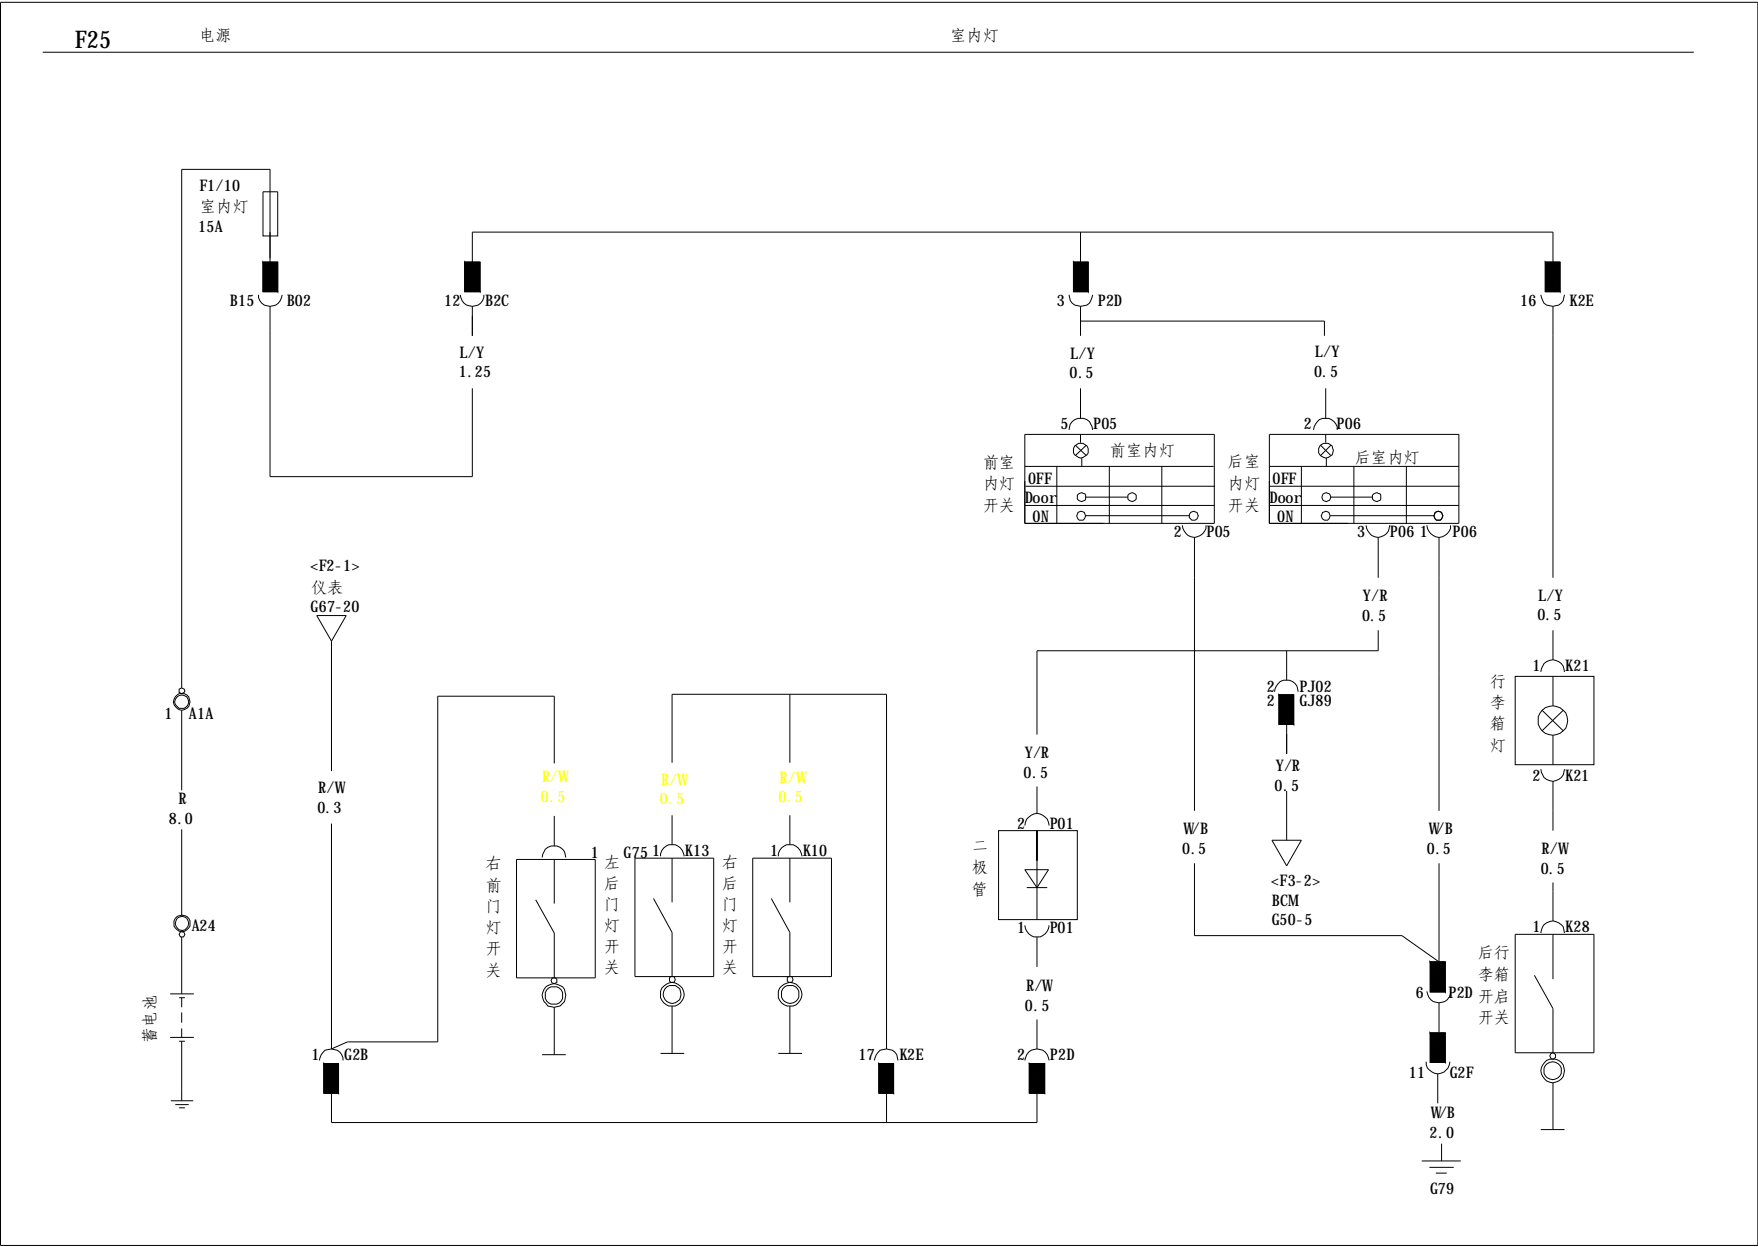 F25
电源
室内灯
F1/10
室内灯
15A
B15
B02
12
B2C
3
P2D
16
K2E
L/Y
1.25
L/Y
0.5
L/Y
0.5
5
P05
2
P06
前室内灯开关
前室内灯
OFF
Door
ON
后室内灯开关
后室内灯
OFF
Door
ON
2
P05
3
P06
1
P06
<F2-1>
仪表
G67-20
Y/R
0.5
L/Y
0.5
1
K21
行李箱灯
2
K21
1
A1A
2
PJ02
2
GJ89
R/W
0.5
R/W
0.5
R/W
0.5
Y/R
0.5
Y/R
0.5
R
8.0
R/W
0.3
2
P01
二极管
1
P01
W/B
0.5
W/B
0.5
R/W
0.5
右前门灯开关
1
G75
左后门灯开关
1
K13
右后门灯开关
1
K10
<F3-2>
BCM
G50-5
A24
1
K28
后行李箱开启开关
蓄电池
R/W
0.5
6
P2D
1
G2B
17
K2E
2
P2D
11
G2F
W/B
2.0
G79